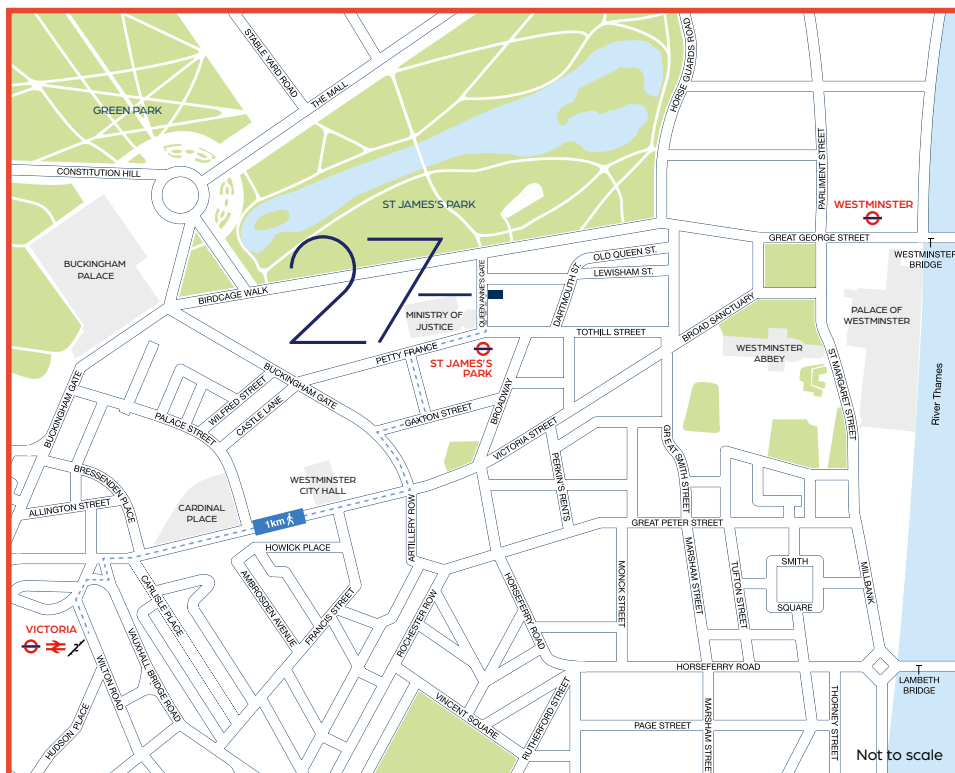 STABLE YARD ROAD
THE MALL
HORSE GUARDS ROAD
GREEN PARK
CONSTITUTION HILL
PARLIMENT STREET
ST JAMES'S PARK
WESTMINSTER
GREAT GEORGE STREET
WESTMINSTER
BRIDGE
BUCKINGHAM
PALACE
BIRDCAGE WALK
27
QUEEN ANNE'S GATE
OLD QUEEN ST.
LEWISHAM ST.
DARTMOUTH ST.
MINISTRY OF
JUSTICE
TOTHILL STREET
BROAD SANCTUARY
PALACE OF
WESTMINSTER
WESTMINSTER
ABBEY
ST MARGARET STREET
River Thames
PETTY FRANCE
ST JAMES'S
PARK
BUCKINGHAM GATE
BUCKINGHAM GATE
WILFRED STREET
CASTLE LANE
PALACE STREET
GAXTON STREET
BROADWAY
VICTORIA STREET
PERKIN'S RENTS
GREAT SMITH STREET
BRESSENDEN PLACE
ALLINGTON STREET
WESTMINSTER
CITY HALL
CARDINAL
PLACE
1km
ARTILLERY ROW
HOWICK PLACE
GREAT PETER STREET
SMITH
SQUARE
MONCK STREET
MARSHAM STREET
TUFTON STREET
MILLBANK
CARLISLE PLACE
AMBROSDEN AVENUE
FRANCIS STREET
ROCHESTER ROW
HORSEFERRY ROAD
HORSEFERRY ROAD
LAMBETH
BRIDGE
VICTORIA
WILTON ROAD
VAUXHALL BRIDGE ROAD
HUDSON PLACE
VINCENT SQUARE
RUTHERFORD STREET
PAGE STREET
MARSHAM STREET
THORNEY STREET
Not to scale